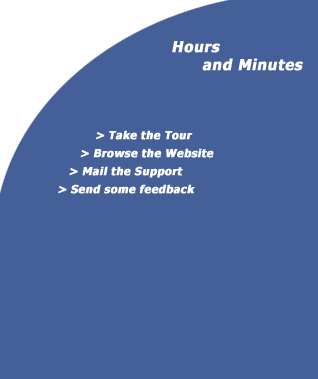 Hours
and Minutes
> Take the Tour
> Browse the Website
> Mail the Support
> Send some feedback